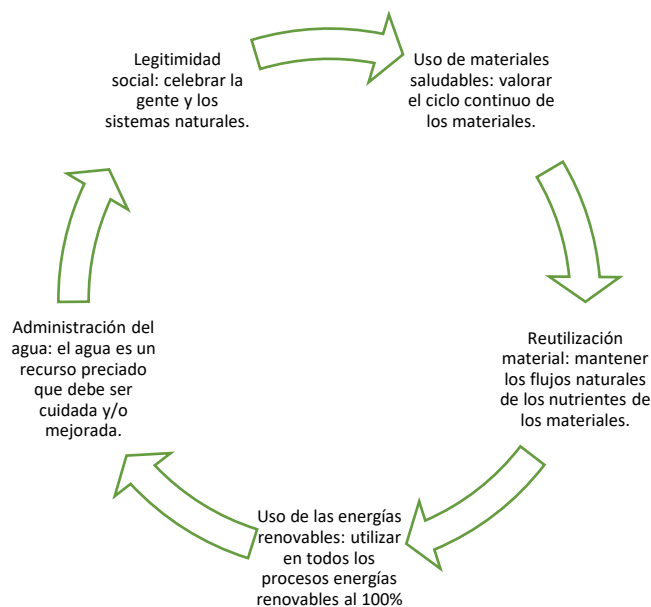 Legitimidad
social: celebrar la
gente y los
sistemas naturales.
Uso de materiales
saludables: valorar
el ciclo continuo de
los materiales.
Reutilización
material: mantener
los flujos naturales
de los nutrientes de
los materiales.
Uso de las energías
renovables: utilizar
en todos los
procesos energías
renovables al 100%
Administración del
agua: el agua es un
recurso preciado
que debe ser
cuidada y/o
mejorada.